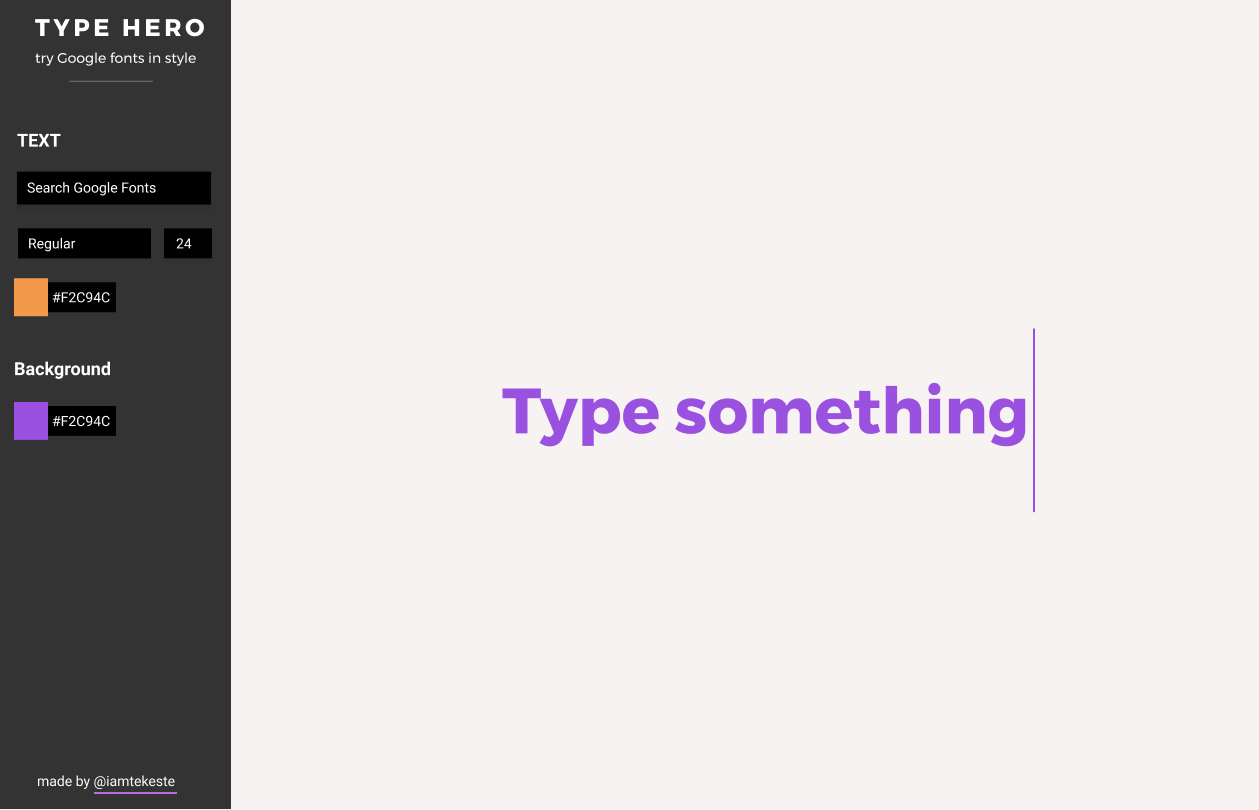 TYPE HERO
try Google fonts in style
TEXT
Search Google Fonts
Regular
24
#F2C94C
Background
#F2C94C
made by @iamtekeste
Type something